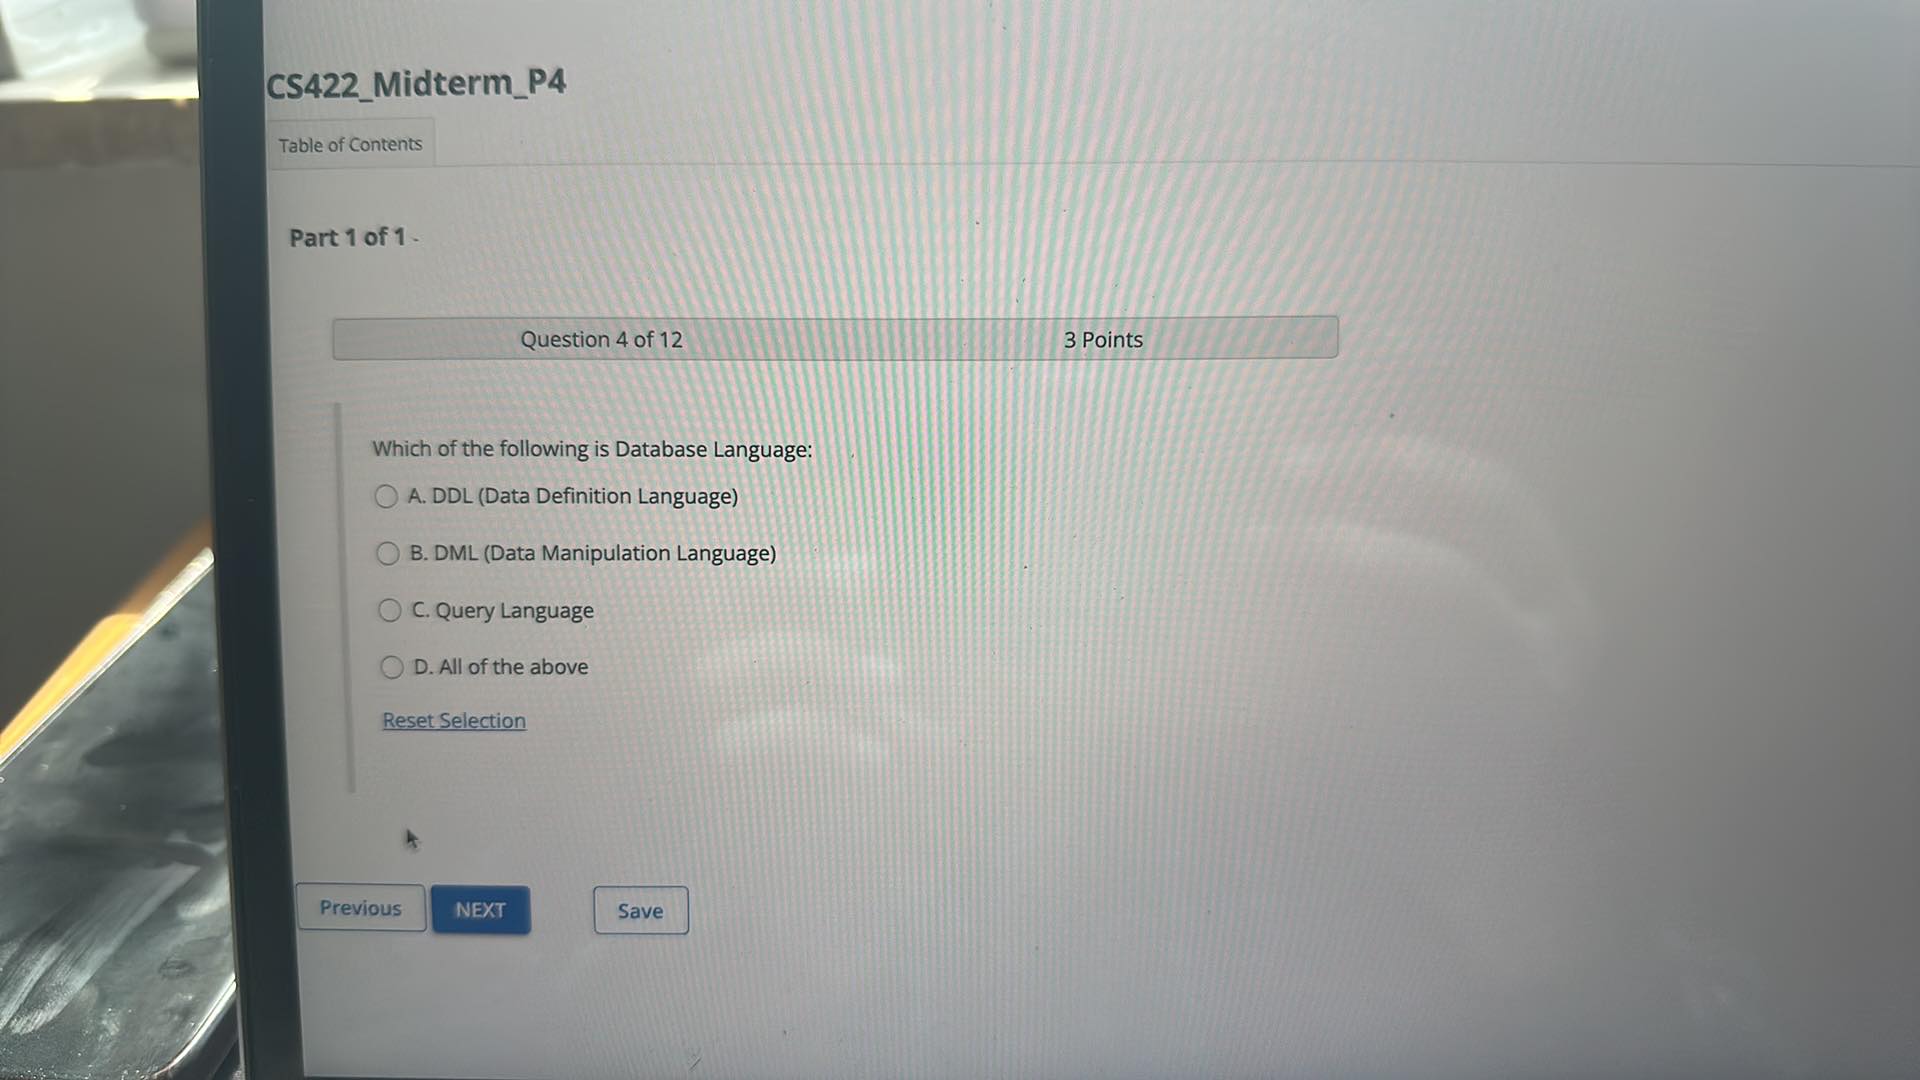 CS422_Midterm_P4
Table of Contents
Part 1 of 1 -
Question 4 of 12 3 Points
Which of the following is Database Language:
A. DDL (Data Definition Language)
B. DML (Data Manipulation Language)
C. Query Language
D. All of the above
Reset Selection
Previous NEXT Save